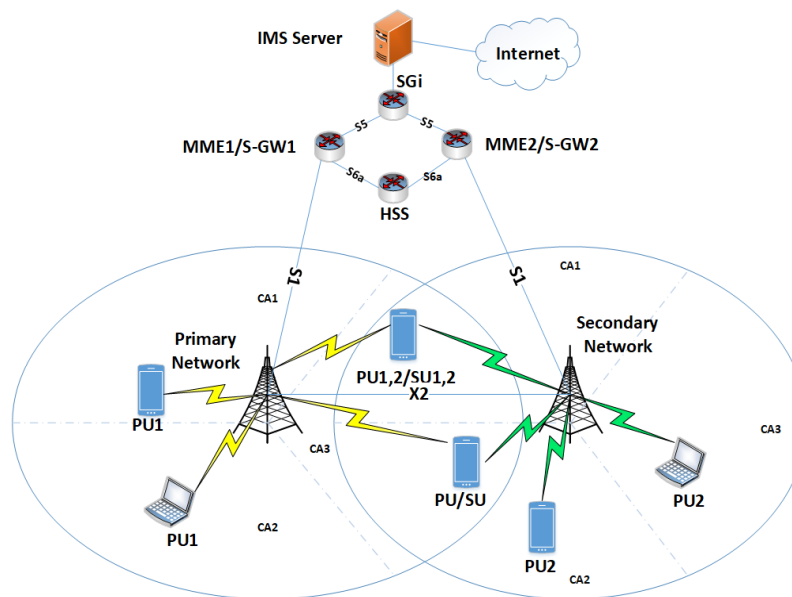 IMS Server
Internet
SGi
S5
S5
MME1/S-GW1
MME2/S-GW2
S6a
S6a
HSS
S1
S1
CA1
CA1
Primary
Network
Secondary
Network
PU1,2/SU1,2
X2
PU1
CA3
CA3
PU/SU
PU2
CA2
PU1
PU2
CA2